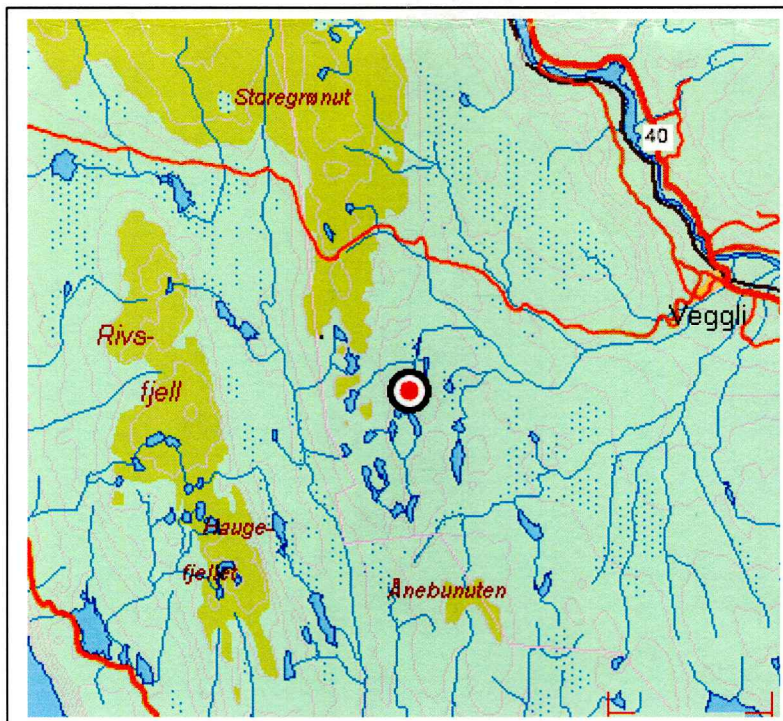 Storegrønut
40
Veggli
Rivs-
fjell
Hauge-
fjellet
Ånebunuten